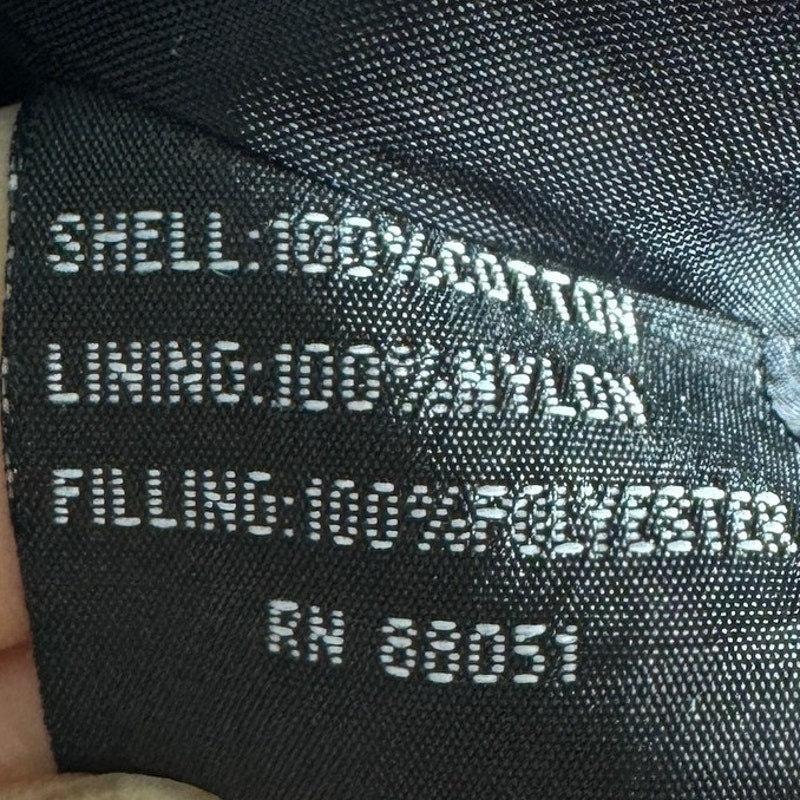 SHELL:100%COTTON
LINING:100%NYLON
FILLING:100%POLYESTER
RN 88051